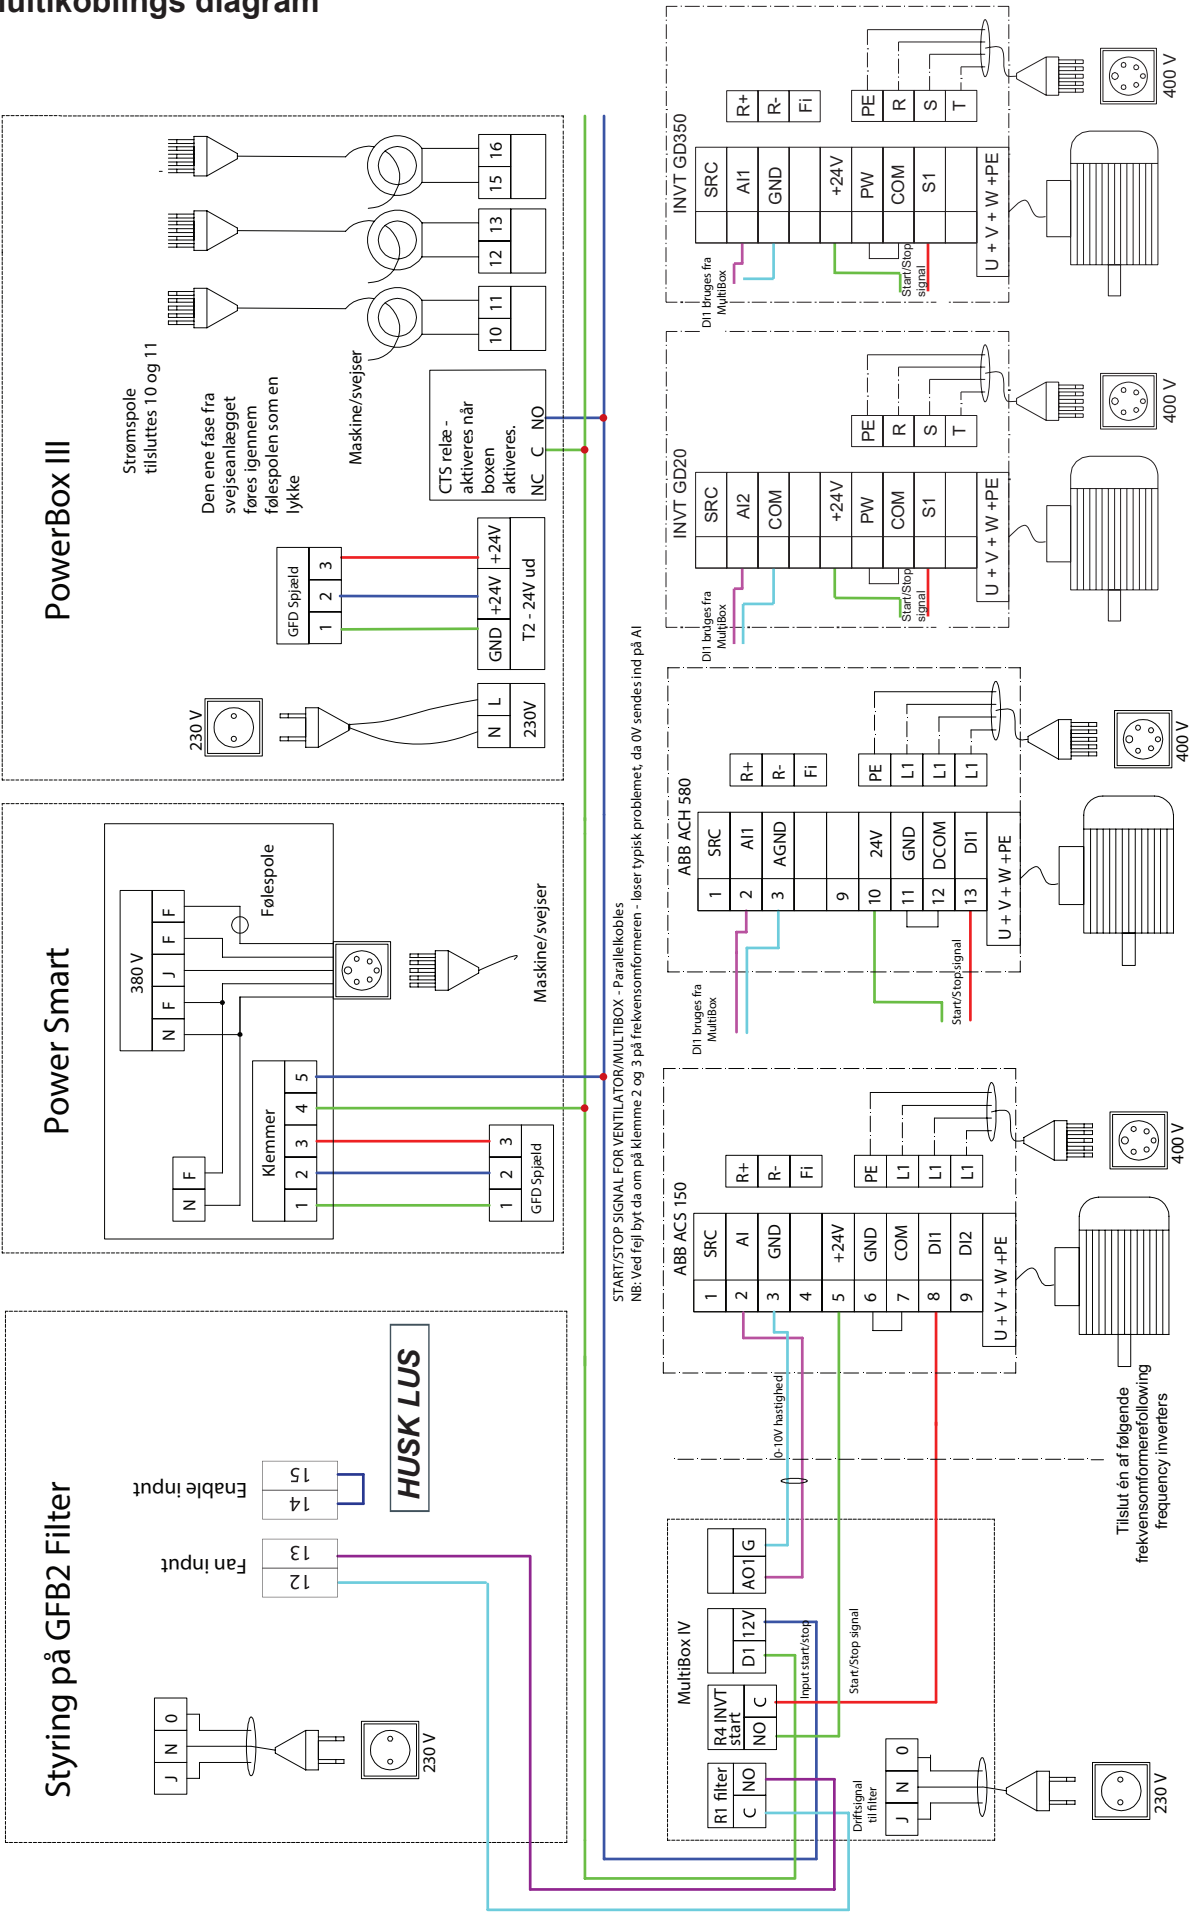 Styring på GFB2 Filter
J
N
0
230 V
Fan input
12
13
Enable input
14
15
HUSK LUS
Power Smart
N
F
380 V
N
F
J
F
F
Følespole
Klemmer
1
2
3
4
5
1
2
3
GFD Spjæld
Maskine/svejser
PowerBox III
230 V
N
L
230V
GFD Spjæld
1
2
3
GND
+24V
+24V
T2 - 24V ud
Strømspole
tilsluttes 10 og 11
Den ene fase fra
svejseanlægget
føres igennem
følespolen som en
lykke
Maskine/svejser
CTS relæ -
aktiveres når
boxen
aktiveres.
NC
C
NO
10
11
12
13
15
16
START/STOP SIGNAL FOR VENTILATOR/MULTIBOX - Parallelkobles
NB: Ved fejl byt da om på klemme 2 og 3 på frekvensomformeren - løser typisk problemet, da 0V sendes ind på AI
MultiBox IV
R1 filter
C
NO
R4 INVT
start
NO
C
D1
12V
AO1
G
Input start/stop
Start/Stop signal
Driftsignal
til filter
J
N
0
230 V
0-10V hastighed
Tilslut én af følgende
frekvensomformerefollowing
frequency inverters
ABB ACS 150
1
SRC
2
AI
3
GND
4
5
+24V
6
GND
7
COM
8
DI1
9
DI2
U + V + W +PE
R+
R-
Fi
PE
L1
L1
L1
400 V
ABB ACH 580
DI1 bruges fra
MultiBox
1
SRC
2
AI1
3
AGND
9
10
24V
11
GND
12
DCOM
13
DI1
U + V + W +PE
Start/Stop signal
R+
R-
Fi
PE
L1
L1
L1
400 V
INVT GD20
DI1 bruges fra
MultiBox
SRC
AI2
COM
+24V
PW
COM
S1
U + V + W +PE
Start/Stop
signal
PE
R
S
T
400 V
INVT GD350
DI1 bruges fra
MultiBox
SRC
AI1
GND
+24V
PW
COM
S1
U + V + W +PE
Start/Stop
signal
R+
R-
Fi
PE
R
S
T
400 V